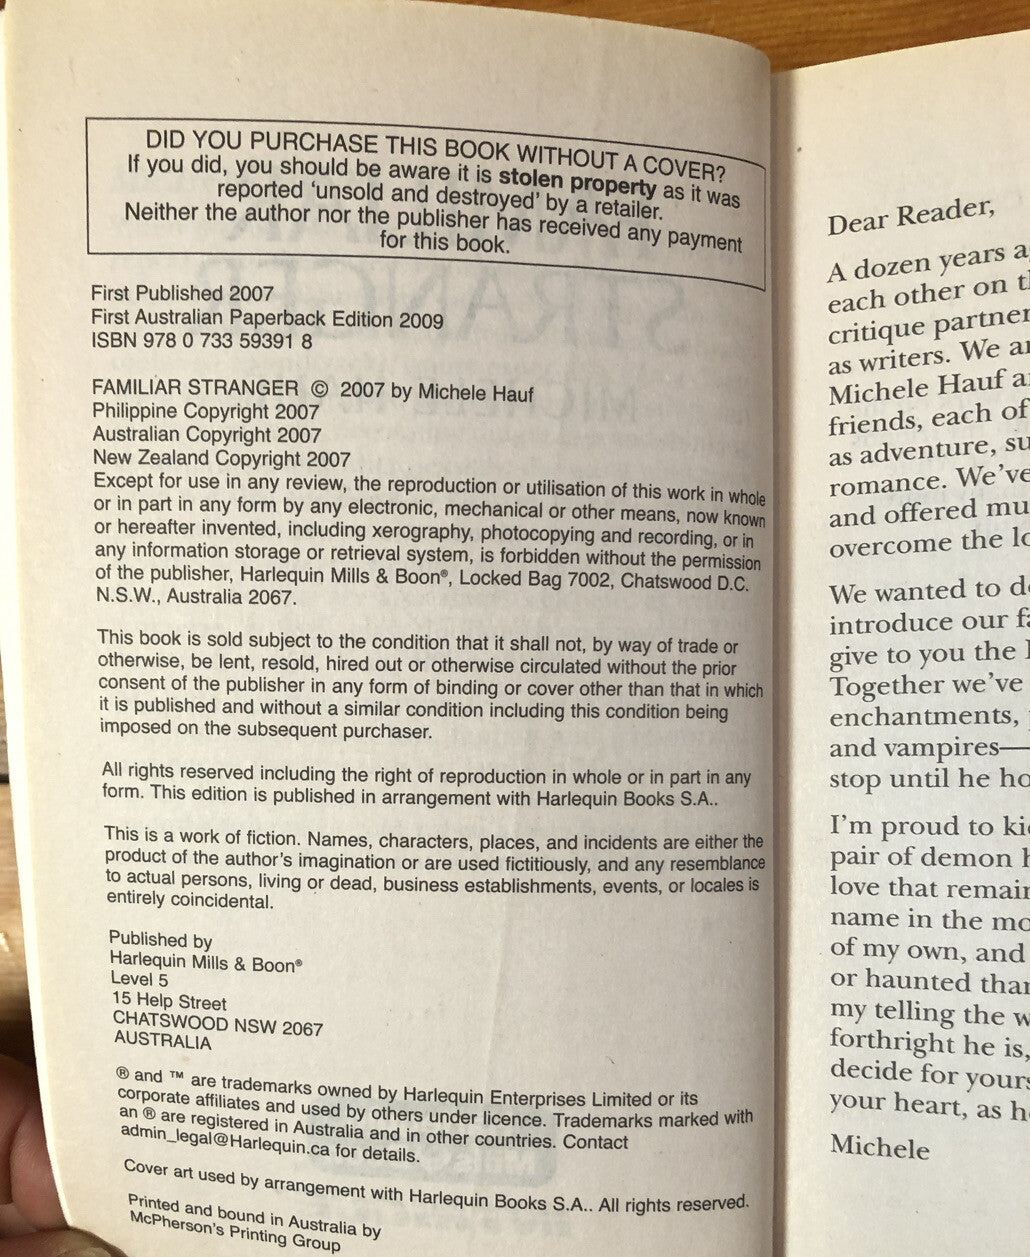 DID YOU PURCHASE THIS BOOK WITHOUT A COVER?
If you did, you should be aware it is stolen property as it was
reported 'unsold and destroyed' by a retailer.
Neither the author nor the publisher has received any payment
for this book.
First Published 2007
First Australian Paperback Edition 2009
ISBN 978 0 733 59391 8
FAMILIAR STRANGER © 2007 by Michele Hauf
Philippine Copyright 2007
Australian Copyright 2007
New Zealand Copyright 2007
Except for use in any review, the reproduction or utilisation of this work in whole
or in part in any form by any electronic, mechanical or other means, now known
or hereafter invented, including xerography, photocopying and recording, or in
any information storage or retrieval system, is forbidden without the permission
of the publisher, Harlequin Mills & Boon®, Locked Bag 7002, Chatswood D.C.
N.S.W., Australia 2067.
This book is sold subject to the condition that it shall not, by way of trade or
otherwise, be lent, resold, hired out or otherwise circulated without the prior
consent of the publisher in any form of binding or cover other than that in which
it is published and without a similar condition including this condition being
imposed on the subsequent purchaser.
All rights reserved including the right of reproduction in whole or in part in any
form. This edition is published in arrangement with Harlequin Books S.A..
This is a work of fiction. Names, characters, places, and incidents are either the
product of the author's imagination or are used fictitiously, and any resemblance
to actual persons, living or dead, business establishments, events, or locales is
entirely coincidental.
Published by
Harlequin Mills & Boon®
Level 5
15 Help Street
CHATSWOOD NSW 2067
AUSTRALIA
® and ™ are trademarks owned by Harlequin Enterprises Limited or its
corporate affiliates and used by others under licence. Trademarks marked with
an ® are registered in Australia and in other countries. Contact
admin_legal@Harlequin.ca for details.
Cover art used by arrangement with Harlequin Books S.A.. All rights reserved.
Printed and bound in Australia by
McPherson's Printing Group
Dear Reader,
A dozen years
each other on
critique
as writers. We
Michele Hauf
friends, each of
as adventure,
romance. We've
and offered
overcome the
We wanted to
introduce our
give to you the
Together we've
enchantments,
and vampires—
stop until he
I'm proud to
pair of demon
love that
name in the
of my own, and
or haunted
my telling the
forthright he is,
decide for
your heart, as
Michele